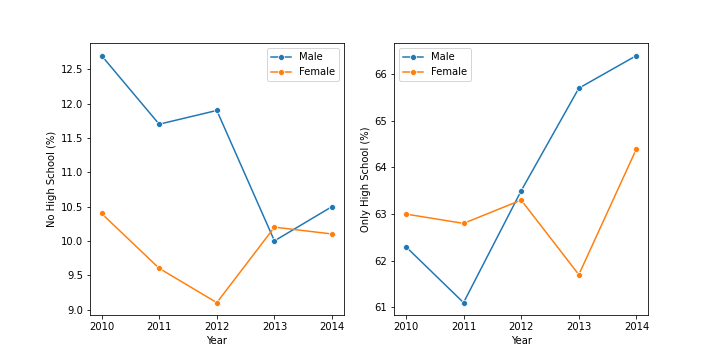 No High School (%)
12.5
12.0
11.5
11.0
10.5
10.0
9.5
9.0
2010 2011 2012 2013 2014
Year
Male
Female
Only High School (%)
66
65
64
63
62
61
2010 2011 2012 2013 2014
Year
Male
Female